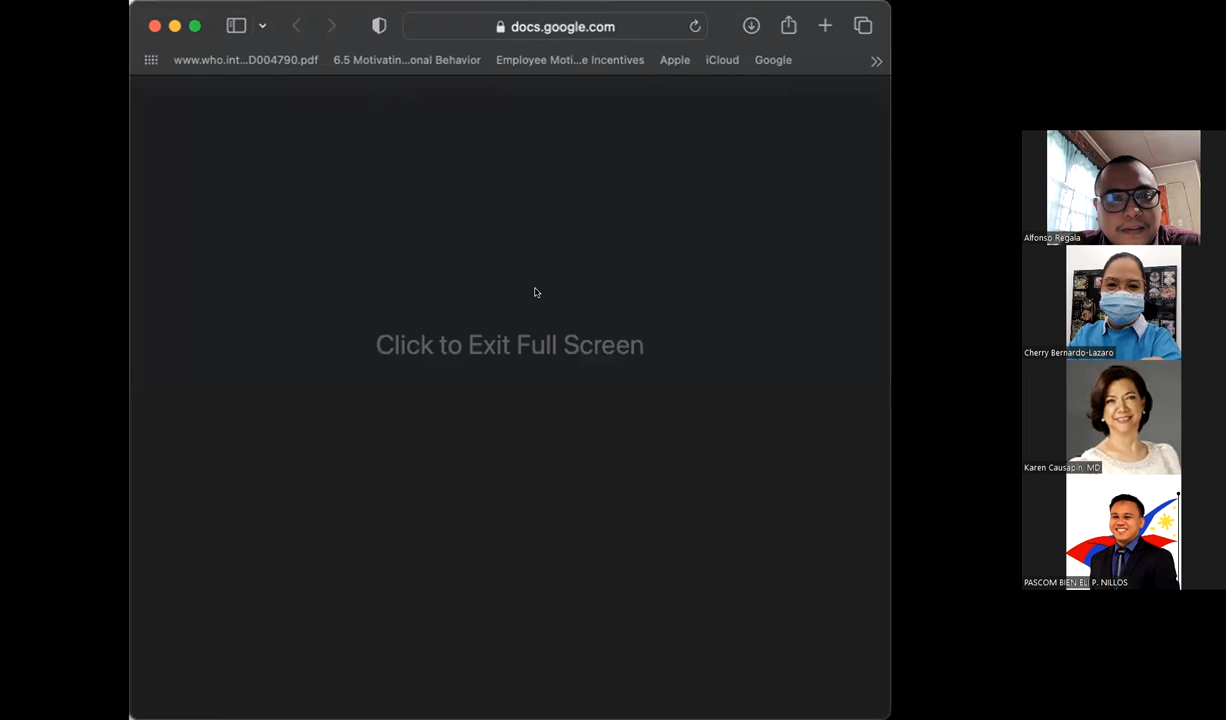 docs.google.com
www.who.int...D004790.pdf
6.5 Motivatin...onal Behavior
Employee Moti...e Incentives
Apple
iCloud
Google
Click to Exit Full Screen
Alfonso Regala
Cherry Bernardo-Lazaro
Karen Causapin, MD
PASCOM BIEN ELI P. NILLOS